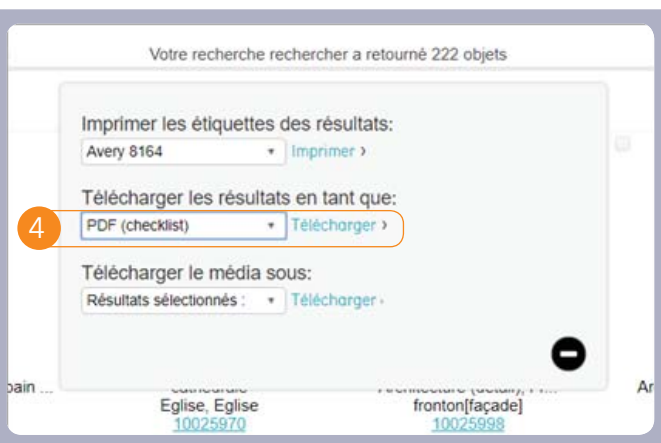 Votre recherche rechercher a retourné 222 objets
Imprimer les étiquettes des résultats:
Avery 8164 Imprimer ›
Télécharger les résultats en tant que:
4 PDF (checklist) Télécharger ›
Télécharger le média sous:
Résultats sélectionnés : Télécharger ›
Eglise, Eglise fronton[façade]
10025970 10025998